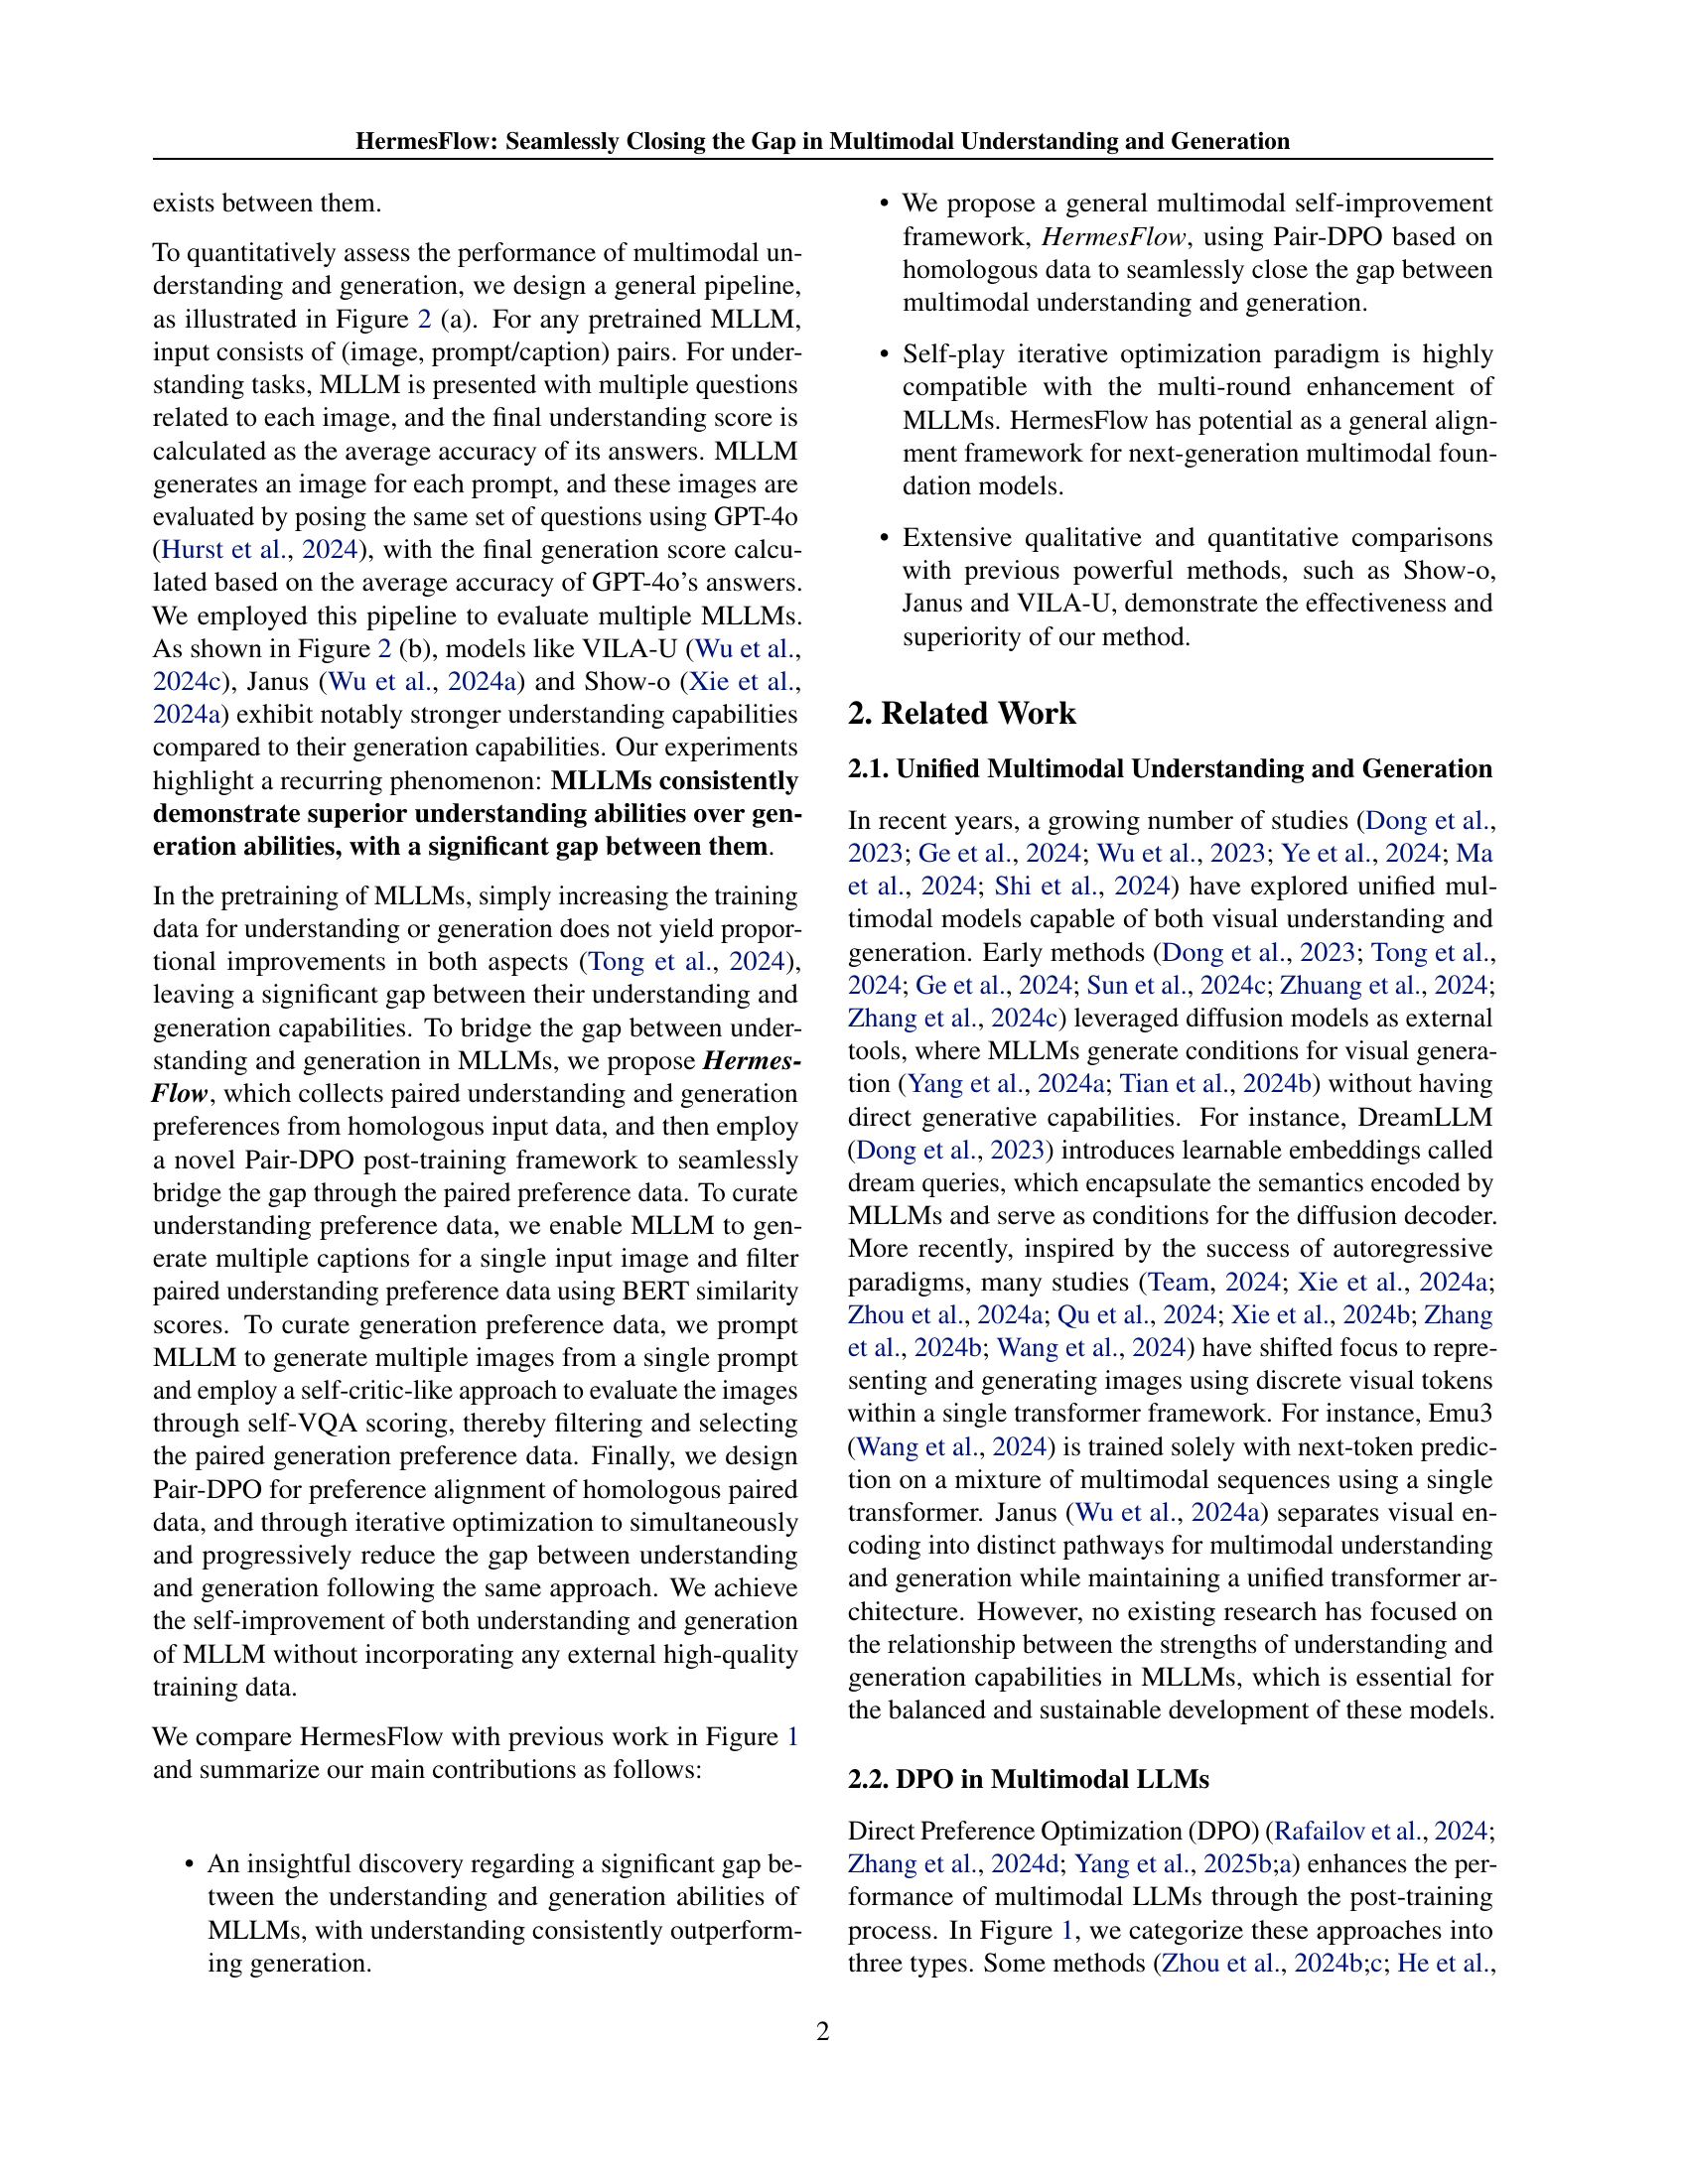 HermesFlow: Seamlessly Closing the Gap in Multimodal Understanding and Generation
exists between them.
To quantitatively assess the performance of multimodal un-
derstanding and generation, we design a general pipeline,
as illustrated in Figure 2 (a). For any pretrained MLLM,
input consists of (image, prompt/caption) pairs. For under-
standing tasks, MLLM is presented with multiple questions
related to each image, and the final understanding score is
calculated as the average accuracy of its answers. MLLM
generates an image for each prompt, and these images are
evaluated by posing the same set of questions using GPT-4o
(Hurst et al., 2024), with the final generation score calcu-
lated based on the average accuracy of GPT-4o's answers.
We employed this pipeline to evaluate multiple MLLMs.
As shown in Figure 2 (b), models like VILA-U (Wu et al.,
2024c), Janus (Wu et al., 2024a) and Show-o (Xie et al.,
2024a) exhibit notably stronger understanding capabilities
compared to their generation capabilities. Our experiments
highlight a recurring phenomenon: MLLMs consistently
demonstrate superior understanding abilities over gen-
eration abilities, with a significant gap between them.
In the pretraining of MLLMs, simply increasing the training
data for understanding or generation does not yield propor-
tional improvements in both aspects (Tong et al., 2024),
leaving a significant gap between their understanding and
generation capabilities. To bridge the gap between under-
standing and generation in MLLMs, we propose Hermes-
Flow, which collects paired understanding and generation
preferences from homologous input data, and then employ
a novel Pair-DPO post-training framework to seamlessly
bridge the gap through the paired preference data. To curate
understanding preference data, we enable MLLM to gen-
erate multiple captions for a single input image and filter
paired understanding preference data using BERT similarity
scores. To curate generation preference data, we prompt
MLLM to generate multiple images from a single prompt
and employ a self-critic-like approach to evaluate the images
through self-VQA scoring, thereby filtering and selecting
the paired generation preference data. Finally, we design
Pair-DPO for preference alignment of homologous paired
data, and through iterative optimization to simultaneously
and progressively reduce the gap between understanding
and generation following the same approach. We achieve
the self-improvement of both understanding and generation
of MLLM without incorporating any external high-quality
training data.
We compare HermesFlow with previous work in Figure 1
and summarize our main contributions as follows:
• An insightful discovery regarding a significant gap be-
tween the understanding and generation abilities of
MLLMs, with understanding consistently outperform-
ing generation.
• We propose a general multimodal self-improvement
framework, HermesFlow, using Pair-DPO based on
homologous data to seamlessly close the gap between
multimodal understanding and generation.
• Self-play iterative optimization paradigm is highly
compatible with the multi-round enhancement of
MLLMs. HermesFlow has potential as a general align-
ment framework for next-generation multimodal foun-
dation models.
• Extensive qualitative and quantitative comparisons
with previous powerful methods, such as Show-o,
Janus and VILA-U, demonstrate the effectiveness and
superiority of our method.
2. Related Work
2.1. Unified Multimodal Understanding and Generation
In recent years, a growing number of studies (Dong et al.,
2023; Ge et al., 2024; Wu et al., 2023; Ye et al., 2024; Ma
et al., 2024; Shi et al., 2024) have explored unified mul-
timodal models capable of both visual understanding and
generation. Early methods (Dong et al., 2023; Tong et al.,
2024; Ge et al., 2024; Sun et al., 2024c; Zhuang et al., 2024;
Zhang et al., 2024c) leveraged diffusion models as external
tools, where MLLMs generate conditions for visual genera-
tion (Yang et al., 2024a; Tian et al., 2024b) without having
direct generative capabilities. For instance, DreamLLM
(Dong et al., 2023) introduces learnable embeddings called
dream queries, which encapsulate the semantics encoded by
MLLMs and serve as conditions for the diffusion decoder.
More recently, inspired by the success of autoregressive
paradigms, many studies (Team, 2024; Xie et al., 2024a;
Zhou et al., 2024a; Qu et al., 2024; Xie et al., 2024b; Zhang
et al., 2024b; Wang et al., 2024) have shifted focus to repre-
senting and generating images using discrete visual tokens
within a single transformer framework. For instance, Emu3
(Wang et al., 2024) is trained solely with next-token predic-
tion on a mixture of multimodal sequences using a single
transformer. Janus (Wu et al., 2024a) separates visual en-
coding into distinct pathways for multimodal understanding
and generation while maintaining a unified transformer ar-
chitecture. However, no existing research has focused on
the relationship between the strengths of understanding and
generation capabilities in MLLMs, which is essential for
the balanced and sustainable development of these models.
2.2. DPO in Multimodal LLMs
Direct Preference Optimization (DPO) (Rafailov et al., 2024;
Zhang et al., 2024d; Yang et al., 2025b;a) enhances the per-
formance of multimodal LLMs through the post-training
process. In Figure 1, we categorize these approaches into
three types. Some methods (Zhou et al., 2024b;c; He et al.,
2